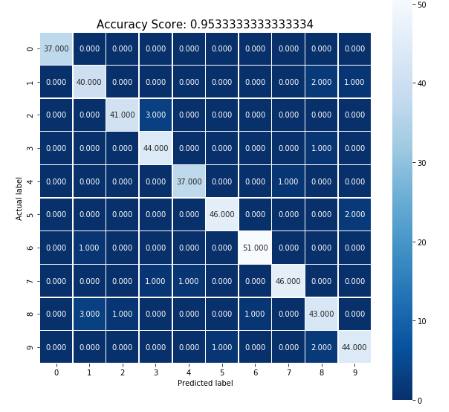 Accuracy Score: 0.9533333333333334
0 37.000 0.000 0.000 0.000 0.000 0.000 0.000 0.000 0.000 0.000
1 0.000 40.000 0.000 0.000 0.000 0.000 0.000 0.000 2.000 1.000
2 0.000 0.000 41.000 3.000 0.000 0.000 0.000 0.000 0.000 0.000
3 0.000 0.000 0.000 44.000 0.000 0.000 0.000 0.000 1.000 0.000
4 0.000 0.000 0.000 0.000 37.000 0.000 0.000 1.000 0.000 0.000
5 0.000 0.000 0.000 0.000 0.000 46.000 0.000 0.000 0.000 2.000
6 0.000 1.000 0.000 0.000 0.000 0.000 51.000 0.000 0.000 0.000
7 0.000 0.000 0.000 1.000 1.000 0.000 0.000 46.000 0.000 0.000
8 0.000 3.000 1.000 0.000 0.000 0.000 1.000 0.000 43.000 0.000
9 0.000 0.000 0.000 0.000 0.000 1.000 0.000 0.000 2.000 44.000
0 1 2 3 4 5 6 7 8 9
Predicted label
Actual label
50
40
30
20
10
0